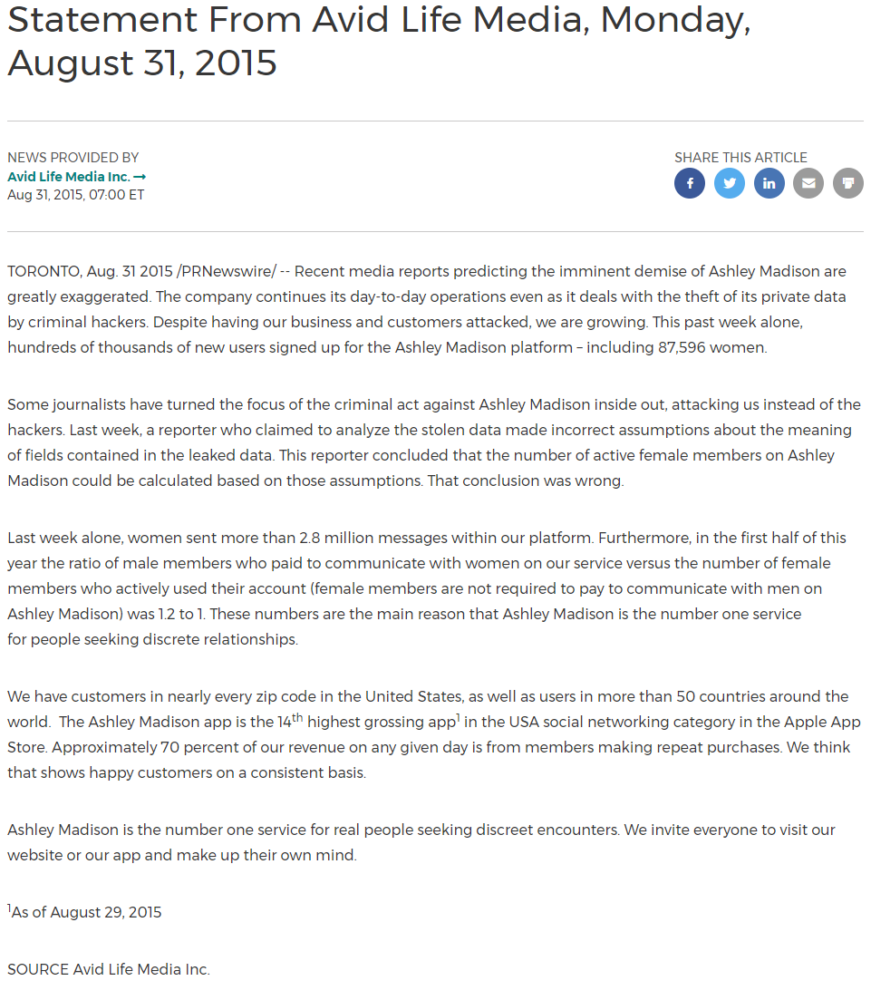 Statement From Avid Life Media, Monday,
August 31, 2015
NEWS PROVIDED BY
Avid Life Media Inc. →
Aug 31, 2015, 07:00 ET
SHARE THIS ARTICLE
TORONTO, Aug. 31 2015 /PRNewswire/ -- Recent media reports predicting the imminent demise of Ashley Madison are
greatly exaggerated. The company continues its day-to-day operations even as it deals with the theft of its private data
by criminal hackers. Despite having our business and customers attacked, we are growing. This past week alone,
hundreds of thousands of new users signed up for the Ashley Madison platform – including 87,596 women.
Some journalists have turned the focus of the criminal act against Ashley Madison inside out, attacking us instead of the
hackers. Last week, a reporter who claimed to analyze the stolen data made incorrect assumptions about the meaning
of fields contained in the leaked data. This reporter concluded that the number of active female members on Ashley
Madison could be calculated based on those assumptions. That conclusion was wrong.
Last week alone, women sent more than 2.8 million messages within our platform. Furthermore, in the first half of this
year the ratio of male members who paid to communicate with women on our service versus the number of female
members who actively used their account (female members are not required to pay to communicate with men on
Ashley Madison) was 1.2 to 1. These numbers are the main reason that Ashley Madison is the number one service
for people seeking discrete relationships.
We have customers in nearly every zip code in the United States, as well as users in more than 50 countries around the
world.  The Ashley Madison app is the 14th highest grossing app1 in the USA social networking category in the Apple App
Store. Approximately 70 percent of our revenue on any given day is from members making repeat purchases. We think
that shows happy customers on a consistent basis.
Ashley Madison is the number one service for real people seeking discreet encounters. We invite everyone to visit our
website or our app and make up their own mind.
1As of August 29, 2015
SOURCE Avid Life Media Inc.